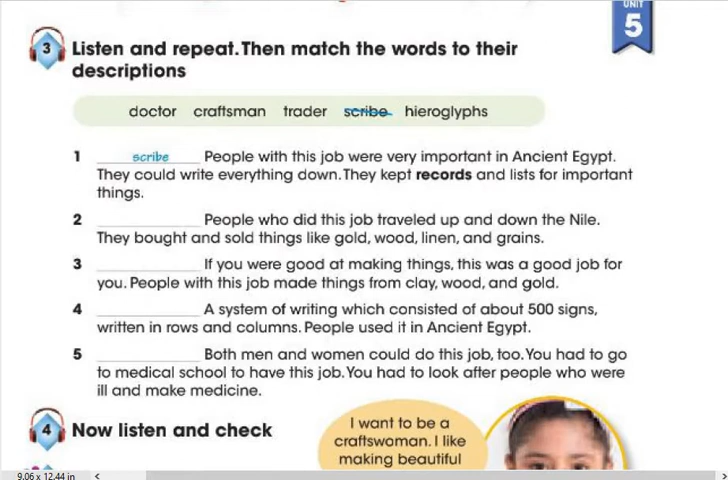 UNIT
5
3 Listen and repeat. Then match the words to their
descriptions
doctor craftsman trader scribe hieroglyphs
1 scribe People with this job were very important in Ancient Egypt.
They could write everything down. They kept records and lists for important
things.
2 ____________ People who did this job traveled up and down the Nile.
They bought and sold things like gold, wood, linen, and grains.
3 ____________ If you were good at making things, this was a good job for
you. People with this job made things from clay, wood, and gold.
4 ____________ A system of writing which consisted of about 500 signs,
written in rows and columns. People used it in Ancient Egypt.
5 ____________ Both men and women could do this job, too. You had to go
to medical school to have this job. You had to look after people who were
ill and make medicine.
4 Now listen and check
I want to be a
craftswoman. I like
making beautiful
9.06 x 12.44 in